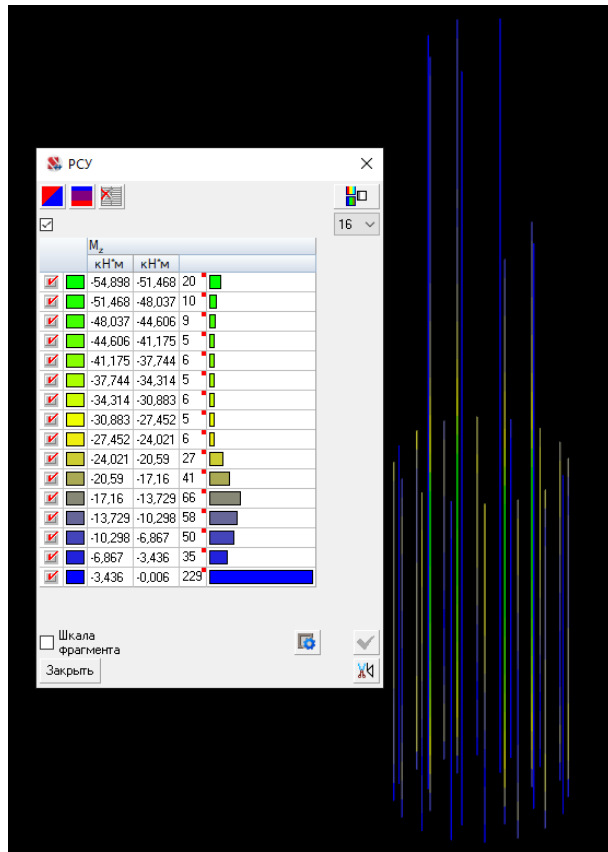 РСУ
16
Mz
кН*м кН*м
-54,898 -51,468 20
-51,468 -48,037 10
-48,037 -44,606 9
-44,606 -41,175 5
-41,175 -37,744 6
-37,744 -34,314 5
-34,314 -30,883 6
-30,883 -27,452 5
-27,452 -24,021 6
-24,021 -20,59 27
-20,59 -17,16 41
-17,16 -13,729 66
-13,729 -10,298 58
-10,298 -6,867 50
-6,867 -3,436 35
-3,436 -0,006 229
Шкала
фрагмента
Закрыть